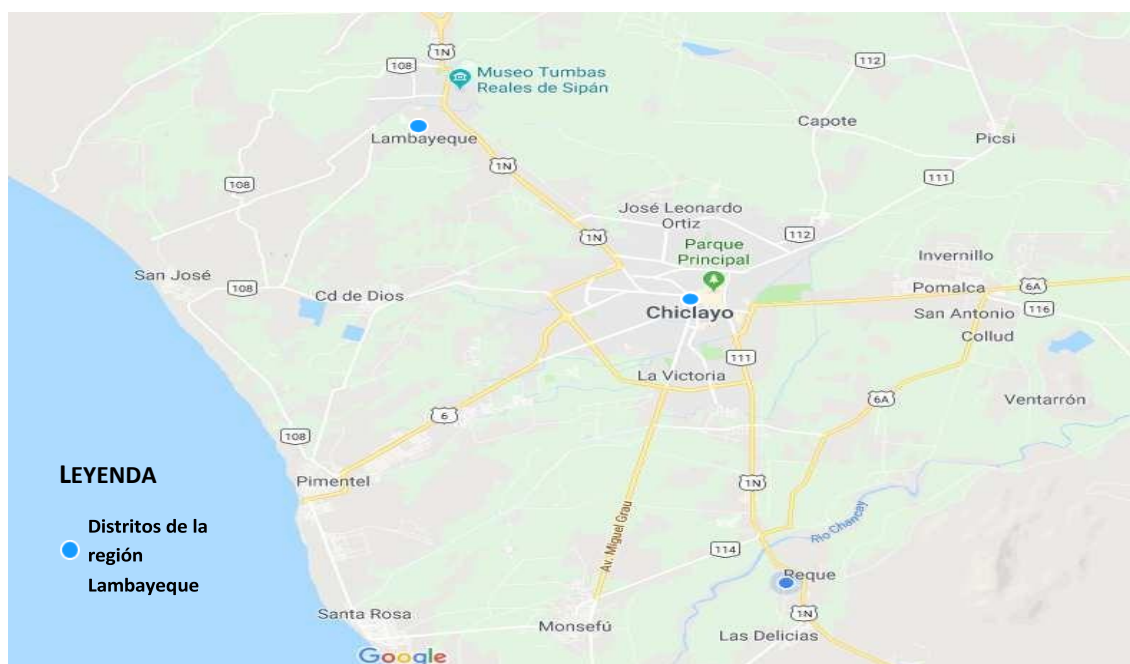 1N
108
Museo Tumbas
Reales de Sipán
112
Lambayeque
Capote
Picsi
1N
108
111
José Leonardo
Ortiz
1N
112
Parque
Principal
Invernillo
San José
108
Cd de Dios
Pomalca
6A
Chiclayo
San Antonio
116
Collud
111
La Victoria
6A
Ventarrón
6
108
LEYENDA
Pimentel
1N
Distritos de la
región
Lambayeque
Av. Miguel Grau
Río Chancay
114
Reque
Santa Rosa
Monsefú
1N
Las Delicias
Google